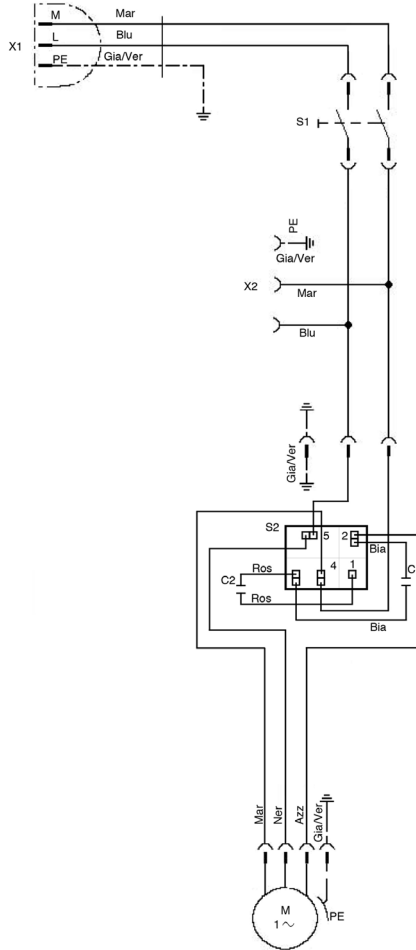 M
Mar
L
Blu
X1
PE
Gia/Ver
S1
PE
Gia/Ver
X2
Mar
Blu
Gia/Ver
S2
5
2
Bia
Ros
4
1
C2
C
Ros
Bia
Mar
Ner
Azz
Gia/Ver
M
1~
PE